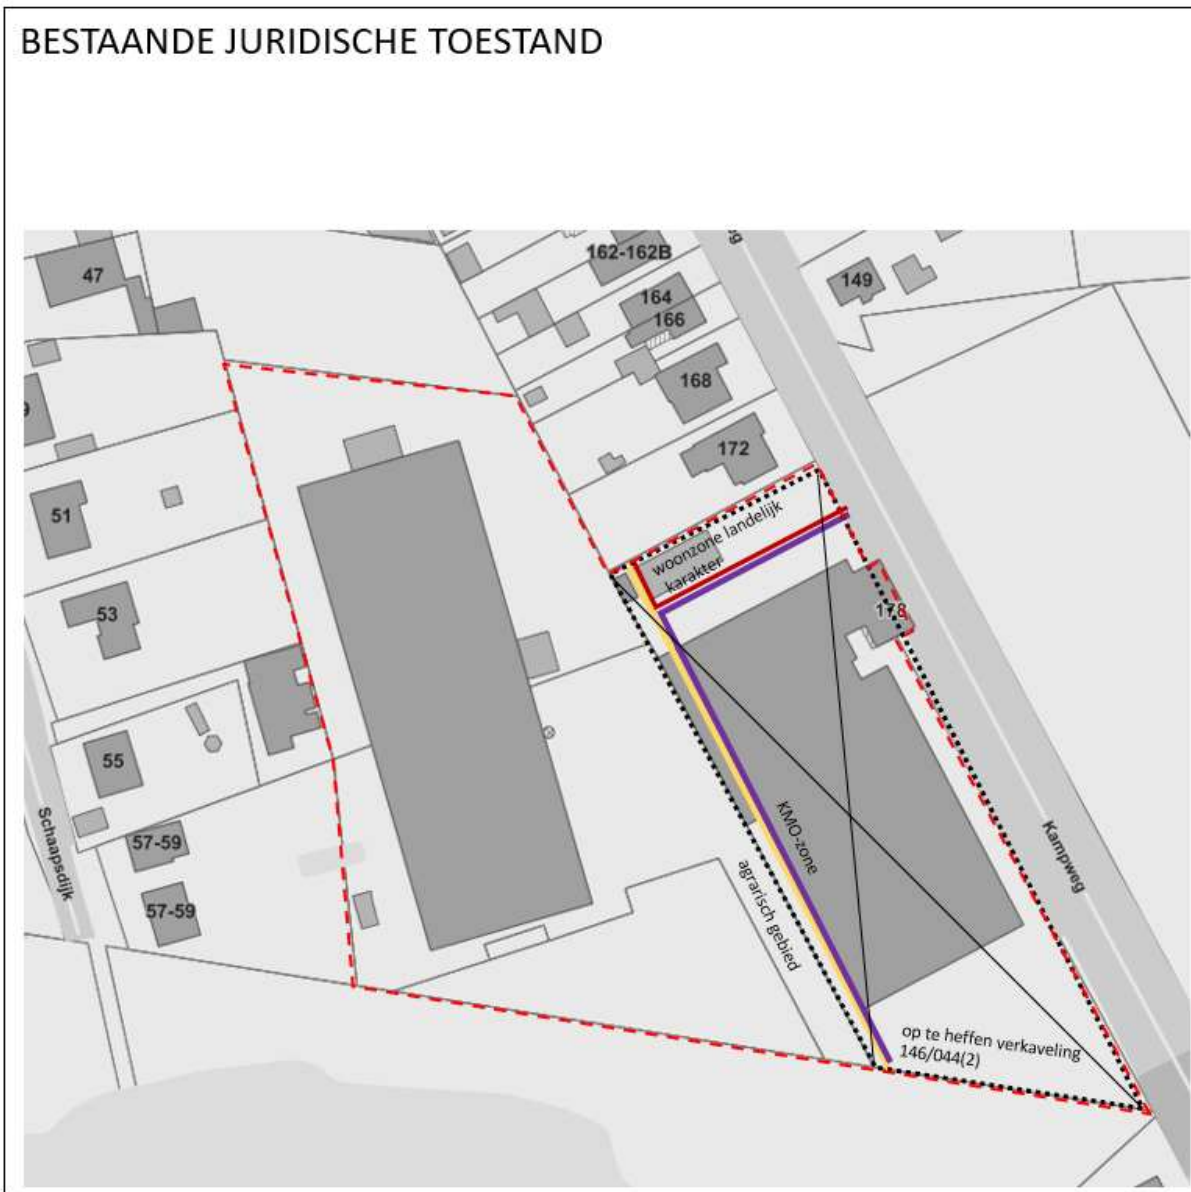 BESTAANDE JURIDISCHE TOESTAND
47
162-162B
164
166
149
168
172
51
woonzone landelijk
karakter
53
178
55
57-59
KMO-zone
Schaapsdijk
Kampweg
57-59
agrarisch gebied
op te heffen verkaveling
146/044(2)